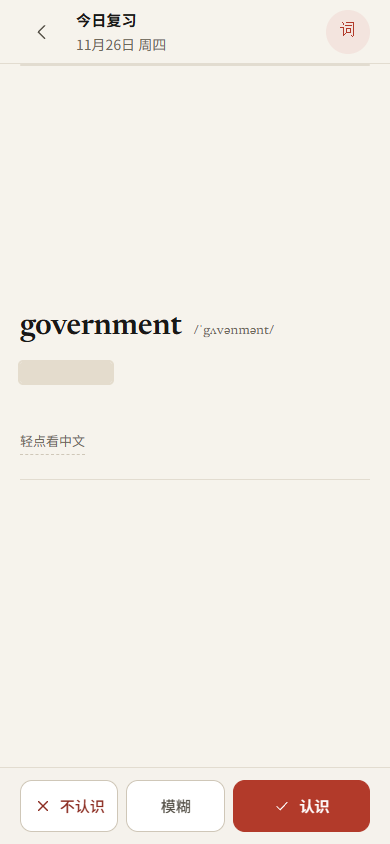 今日复习
11月26日 周四
词
government /ˈɡʌvənmənt/
轻点看中文
不认识
模糊
认识